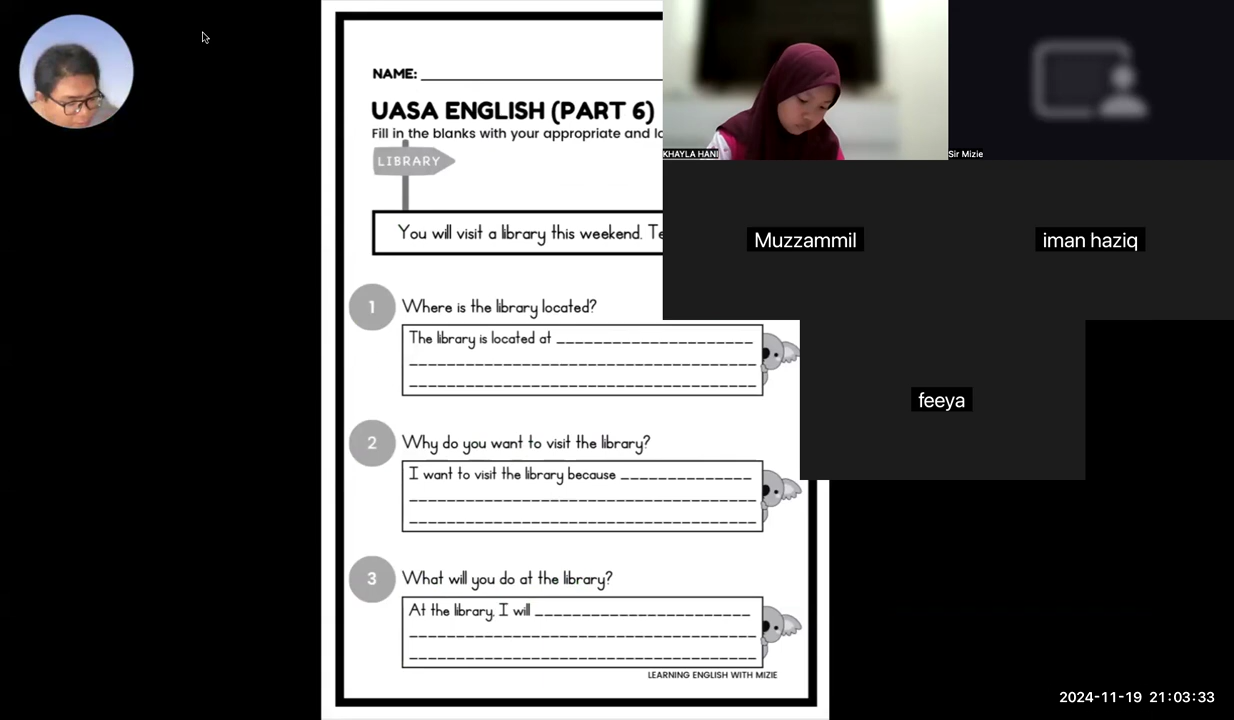 NAME:
UASA ENGLISH (PART 6)
Fill in the blanks with your appropriate and
LIBRARY
You will visit a library this weekend.
1
Where is the library located?
The library is located at
2
Why do you want to visit the library?
I want to visit the library because
3
What will you do at the library?
At the library, I will
LEARNING ENGLISH WITH MIZIE
KHAYLA HANI
Sir Mizie
Muzzammil
iman haziq
feeya
2024-11-19 21:03:33